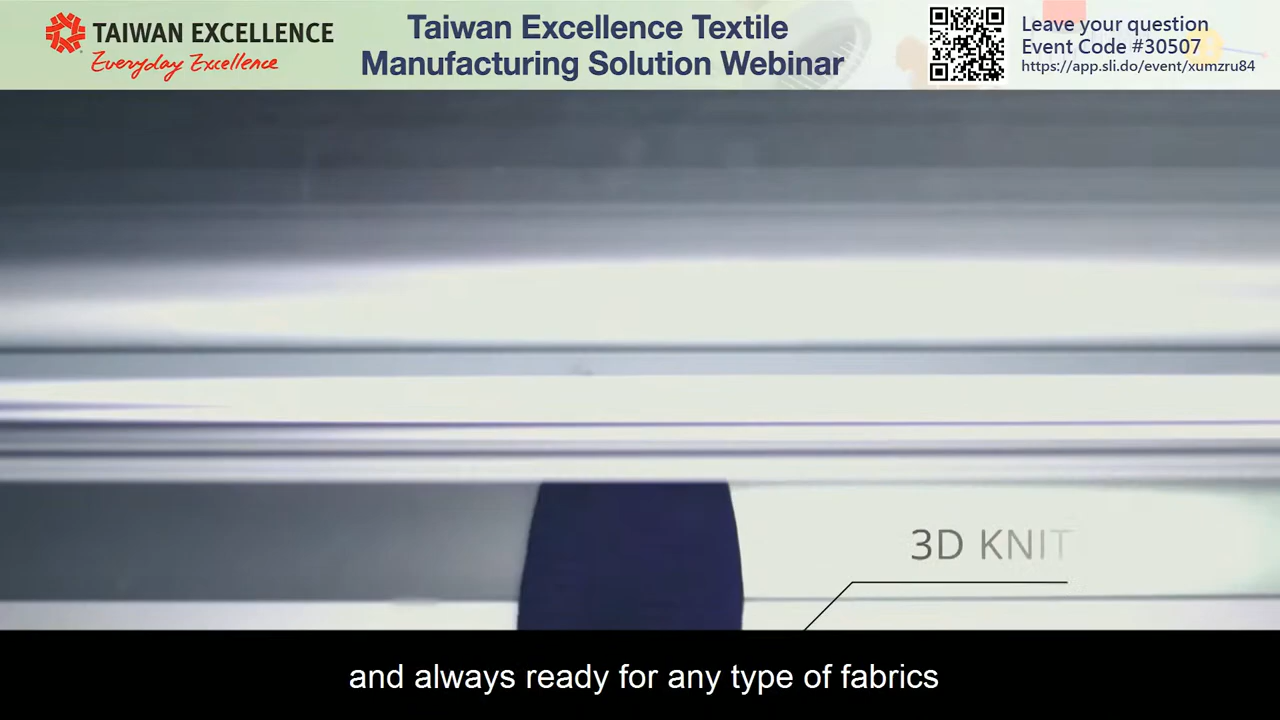 TAIWAN EXCELLENCE
Everyday Excellence
Taiwan Excellence Textile
Manufacturing Solution Webinar
Leave your question
Event Code #30507
https://app.sli.do/event/xumzru84
3D KNIT
and always ready for any type of fabrics